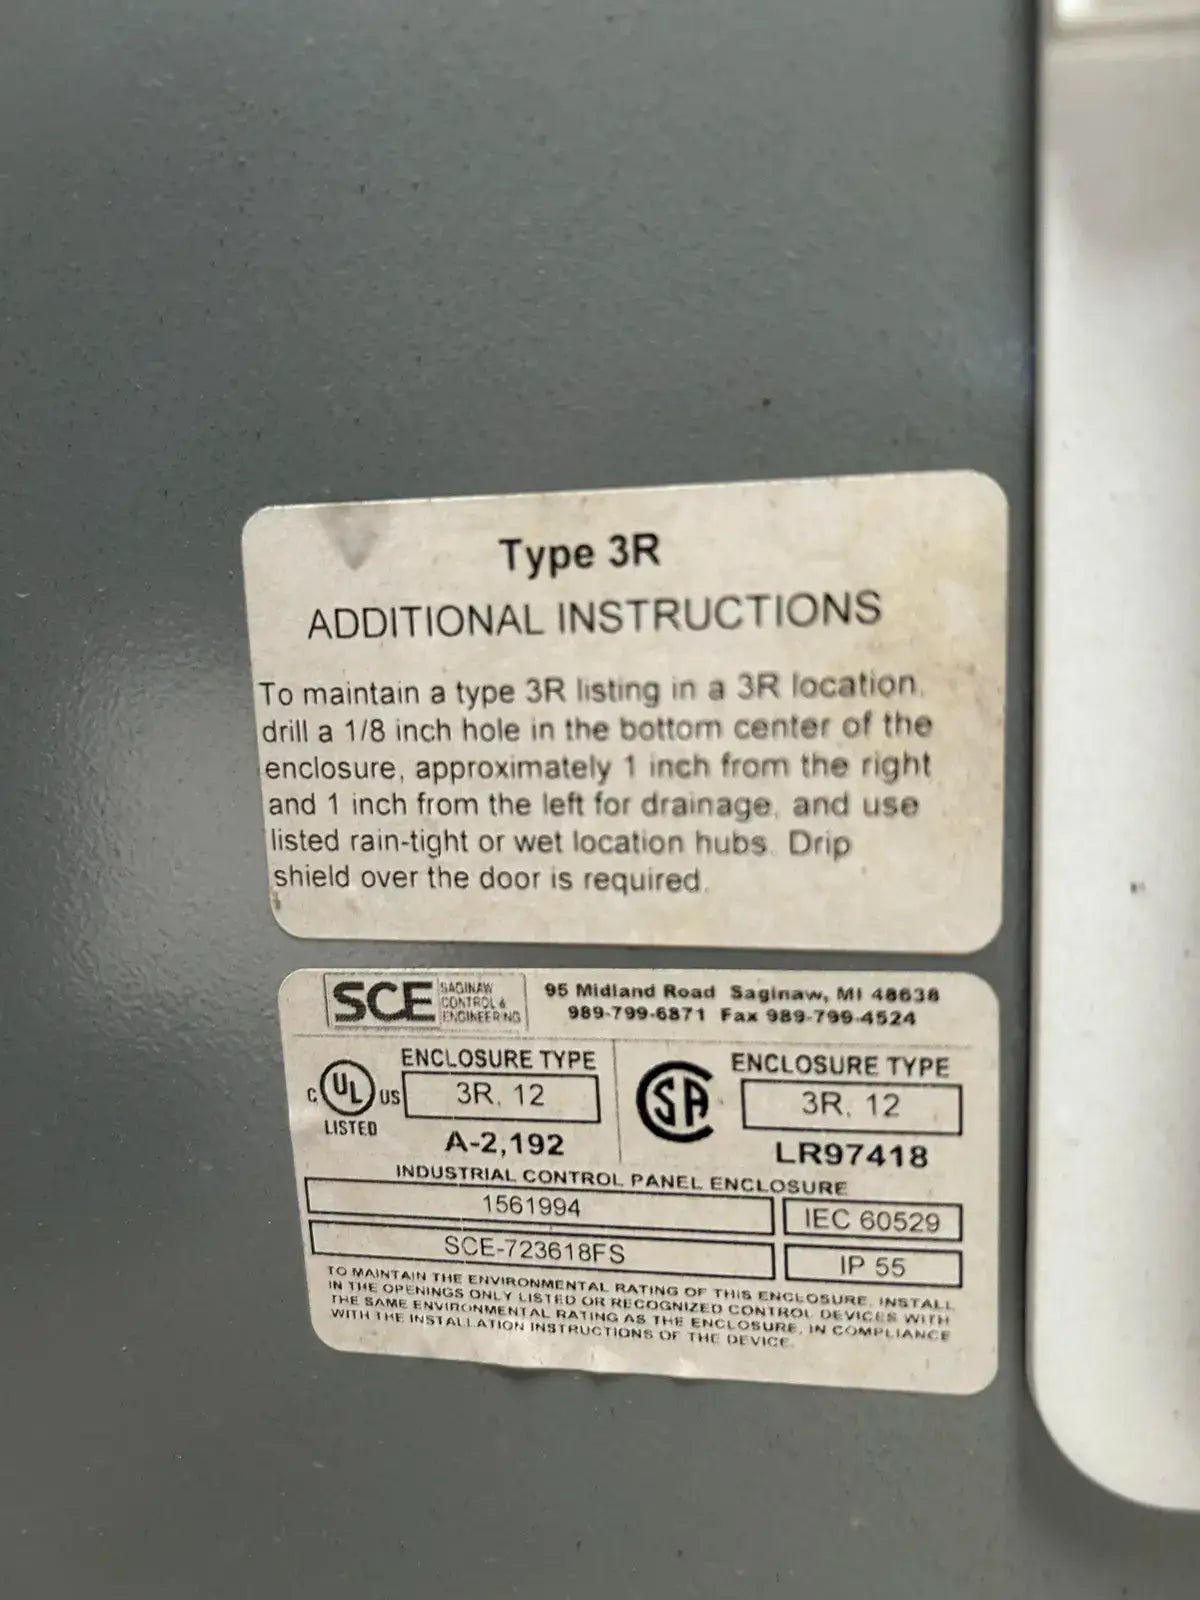 Type 3R
ADDITIONAL INSTRUCTIONS
To maintain a type 3R listing in a 3R location,
drill a 1/8 inch hole in the bottom center of the
enclosure, approximately 1 inch from the right
and 1 inch from the left for drainage, and use
listed rain-tight or wet location hubs. Drip
shield over the door is required.
SCE SAGINAW CONTROL & ENGINEERING
95 Midland Road Saginaw, MI 48638
989-799-6871 Fax 989-799-4524
C UL US LISTED
ENCLOSURE TYPE
3R, 12
A-2,192
SA
ENCLOSURE TYPE
3R, 12
LR97418
INDUSTRIAL CONTROL PANEL ENCLOSURE
1561994 IEC 60529
SCE-723618FS IP 55
TO MAINTAIN THE ENVIRONMENTAL RATING OF THIS ENCLOSURE, INSTALL
IN THE OPENINGS ONLY LISTED OR RECOGNIZED CONTROL DEVICES WITH
THE SAME ENVIRONMENTAL RATING AS THE ENCLOSURE, IN COMPLIANCE
WITH THE INSTALLATION INSTRUCTIONS OF THE DEVICE.